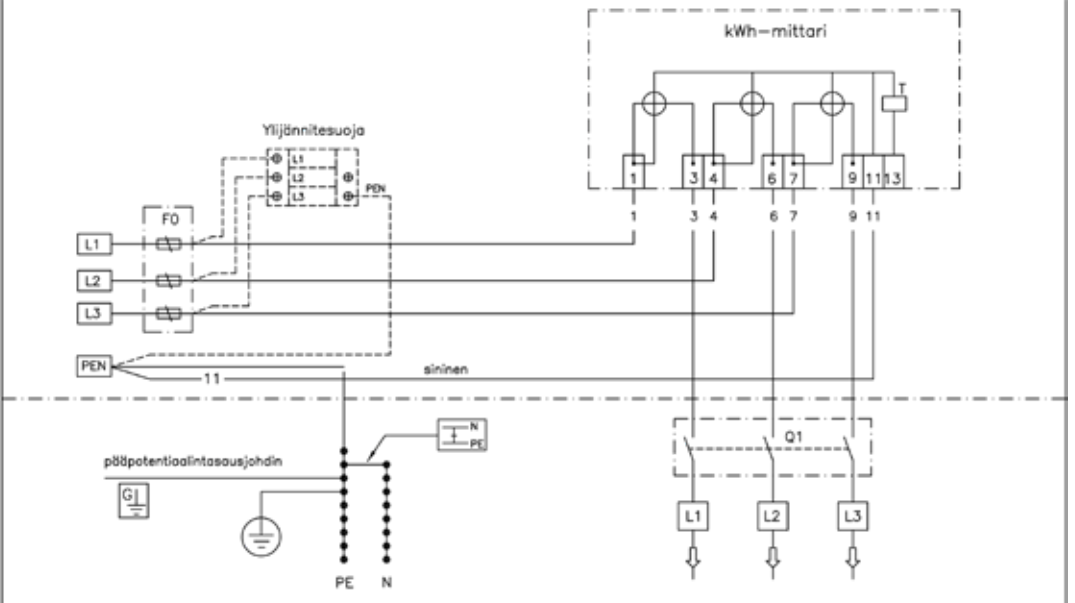 kWh-mittari
T
1 3 4 6 7 9 11 13
1 3 4 6 7 9 11
Ylijännitesuoja
L1
L2
L3
PEN
F0
L1
L2
L3
PEN
11
sininen
N
PE
Q1
pääpotentiaalintasausjohdin
G
L1 L2 L3
PE N